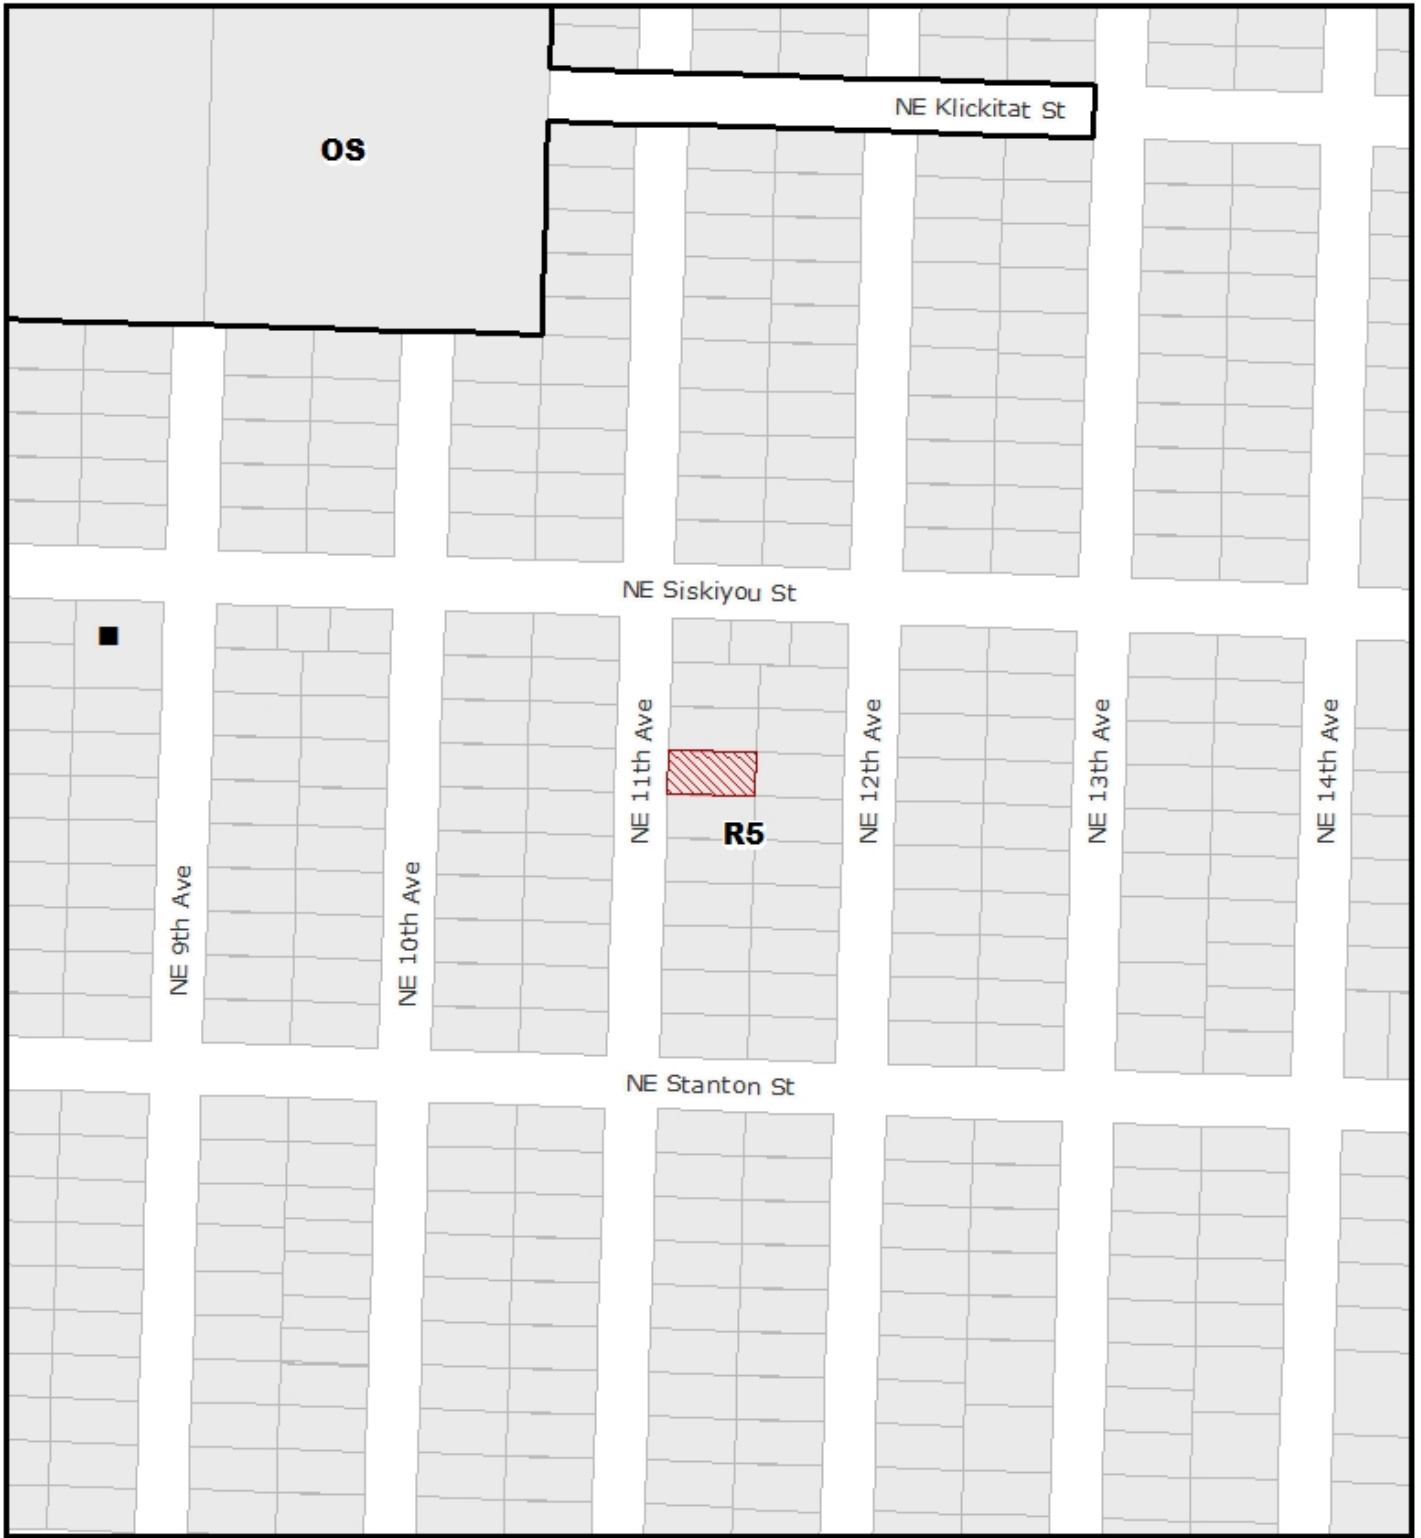 NE Klickitat St
OS
NE Siskiyou St
NE 11th Ave
NE 12th Ave
NE 13th Ave
NE 14th Ave
R5
NE 9th Ave
NE 10th Ave
NE Stanton St